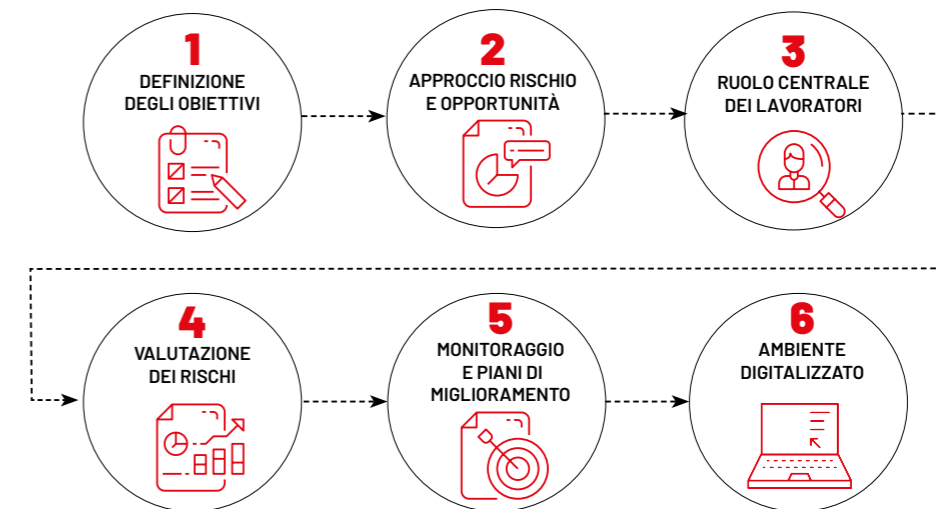 1
DEFINIZIONE
DEGLI OBIETTIVI
2
APPROCCIO RISCHIO
E OPPORTUNITÀ
3
RUOLO CENTRALE
DEI LAVORATORI
4
VALUTAZIONE
DEI RISCHI
5
MONITORAGGIO
E PIANI DI
MIGLIORAMENTO
6
AMBIENTE
DIGITALIZZATO